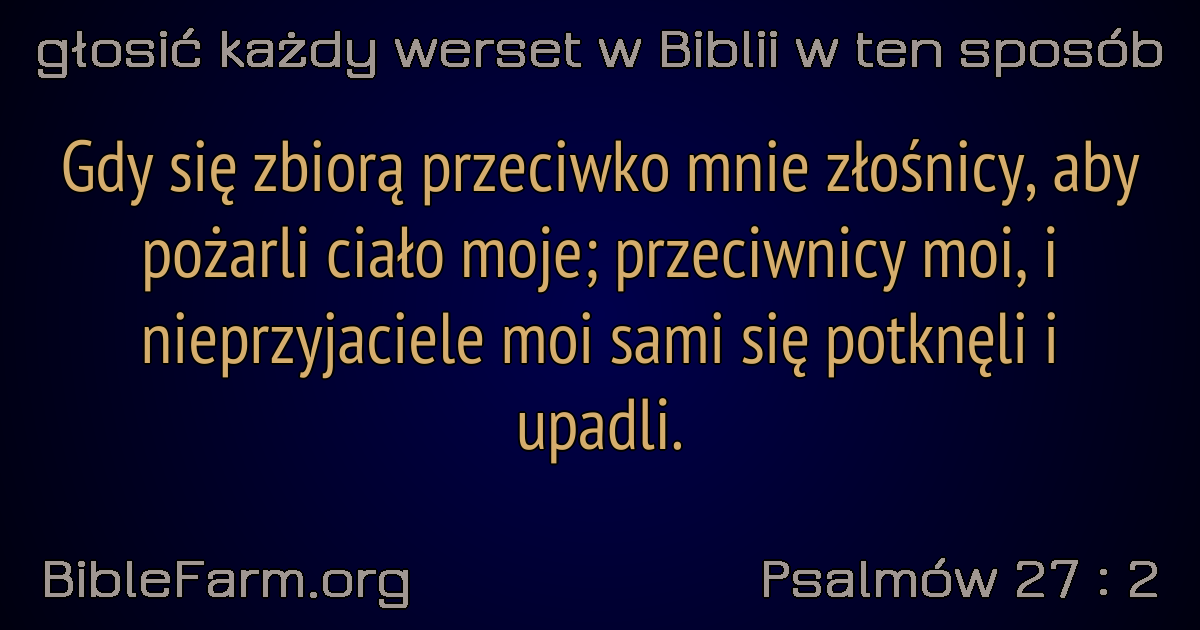 głosić każdy werset w Biblii w ten sposób
Gdy się zbiorą przeciwko mnie złośnicy, aby
pożarli ciało moje; przeciwnicy moi, i
nieprzyjaciele moi sami się potknęli i
upadli.
BibleFarm.org
Psalmów 27 : 2